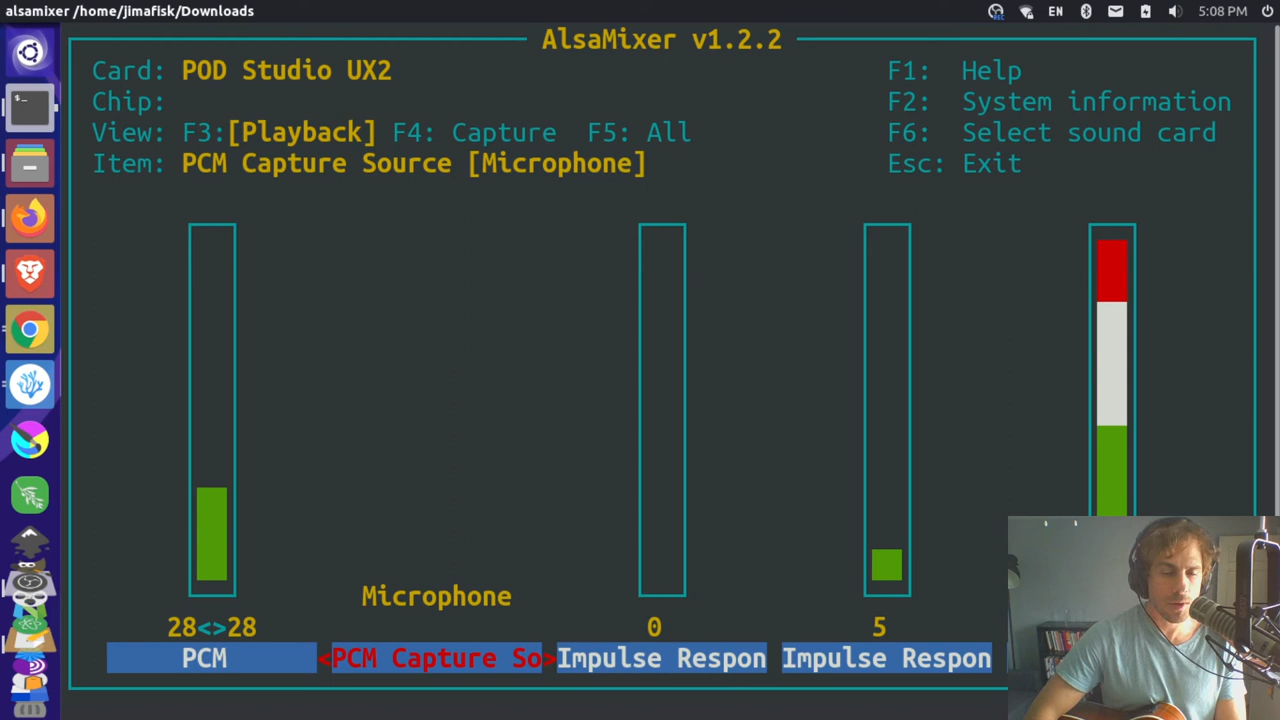 alsamixer /home/jimafisk/Downloads
REC EN 5:08 PM
AlsaMixer v1.2.2
Card: POD Studio UX2 F1: Help
Chip: F2: System information
View: F3:[Playback] F4: Capture F5: All F6: Select sound card
Item: PCM Capture Source [Microphone] Esc: Exit
Microphone
28<>28 0 5
PCM <PCM Capture So> Impulse Respon Impulse Respon